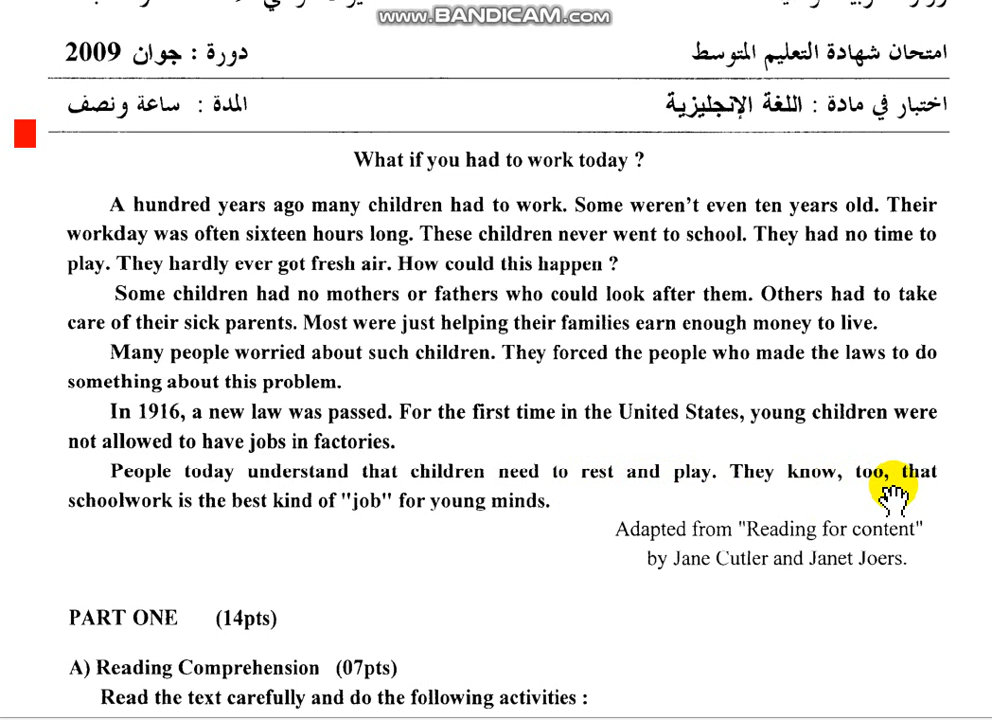 www.BANDICAM.com
امتحان شهادة التعليم المتوسط دورة : جوان 2009
اختبار في مادة : اللغة الإنجليزية المدة : ساعة ونصف
What if you had to work today ?
A hundred years ago many children had to work. Some weren't even ten years old. Their
workday was often sixteen hours long. These children never went to school. They had no time to
play. They hardly ever got fresh air. How could this happen ?
Some children had no mothers or fathers who could look after them. Others had to take
care of their sick parents. Most were just helping their families earn enough money to live.
Many people worried about such children. They forced the people who made the laws to do
something about this problem.
In 1916, a new law was passed. For the first time in the United States, young children were
not allowed to have jobs in factories.
People today understand that children need to rest and play. They know, too, that
schoolwork is the best kind of "job" for young minds.
Adapted from "Reading for content"
by Jane Cutler and Janet Joers.
PART ONE (14pts)
A) Reading Comprehension (07pts)
Read the text carefully and do the following activities :